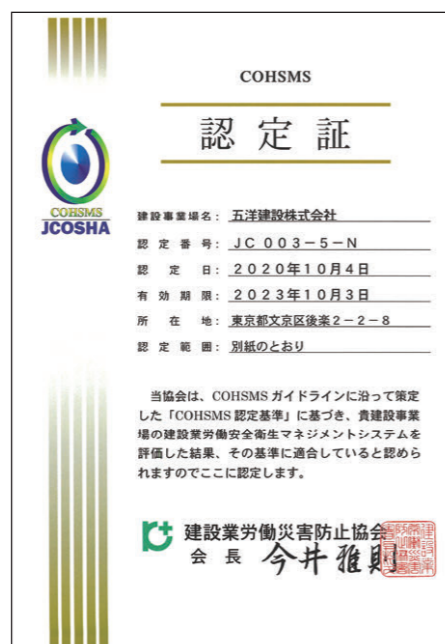 COHSMS
認定証
COHSMS
JCOSHA
建設事業場名： 五洋建設株式会社
認定番号： ＪＣ ００３－５－Ｎ
認定日： ２０２０年１０月４日
有効期限： ２０２３年１０月３日
所在地： 東京都文京区後楽２－２－８
認定範囲： 別紙のとおり
当協会は、COHSMS ガイドラインに沿って策定
した「COHSMS 認定基準」に基づき、貴建設事業
場の建設業労働安全衛生マネジメントシステムを
評価した結果、その基準に適合していると認めら
れますのでここに認定します。
建設業労働災害防止協会
会長 今井雅則